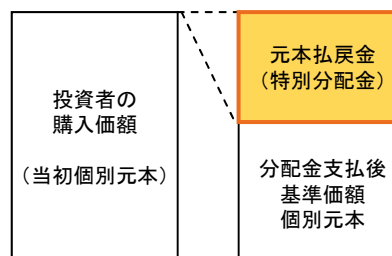 投資者の
購入価額
（当初個別元本）
元本払戻金
（特別分配金）
分配金支払後
基準価額
個別元本